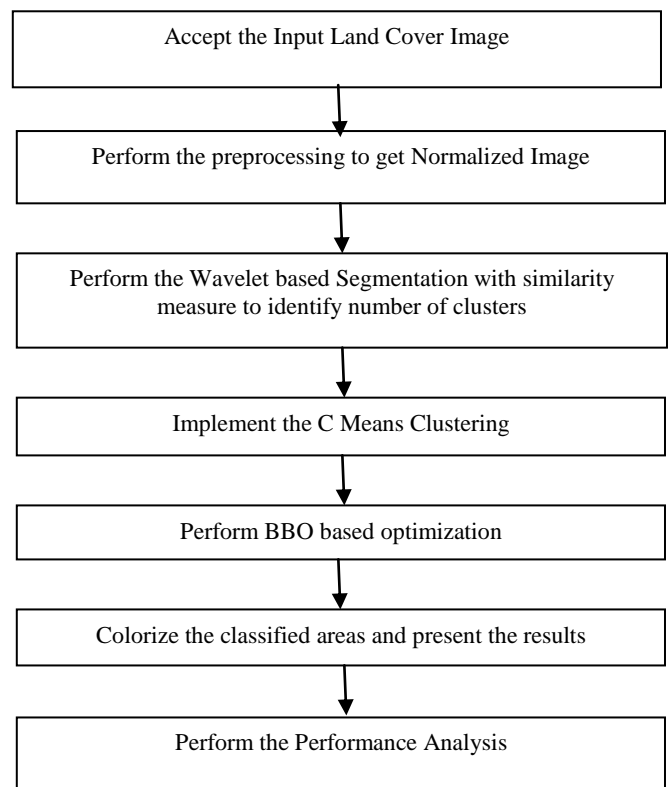 Accept the Input Land Cover Image
Perform the preprocessing to get Normalized Image
Perform the Wavelet based Segmentation with similarity
measure to identify number of clusters
Implement the C Means Clustering
Perform BBO based optimization
Colorize the classified areas and present the results
Perform the Performance Analysis